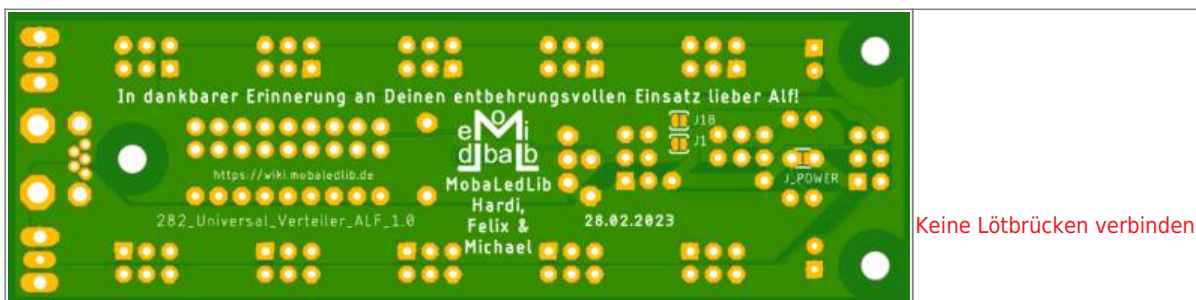 In dankbarer Erinnerung an Deinen entbehrungsvollen Einsatz lieber Alf!
J1B
J1
https://wiki.mobaledlib.de
MobaLedLib
J_POWER
Hardi,
282_Universal_Verteiler_ALF_1.0
Felix &
28.02.2023
Michael
Keine Lötbrücken verbinden